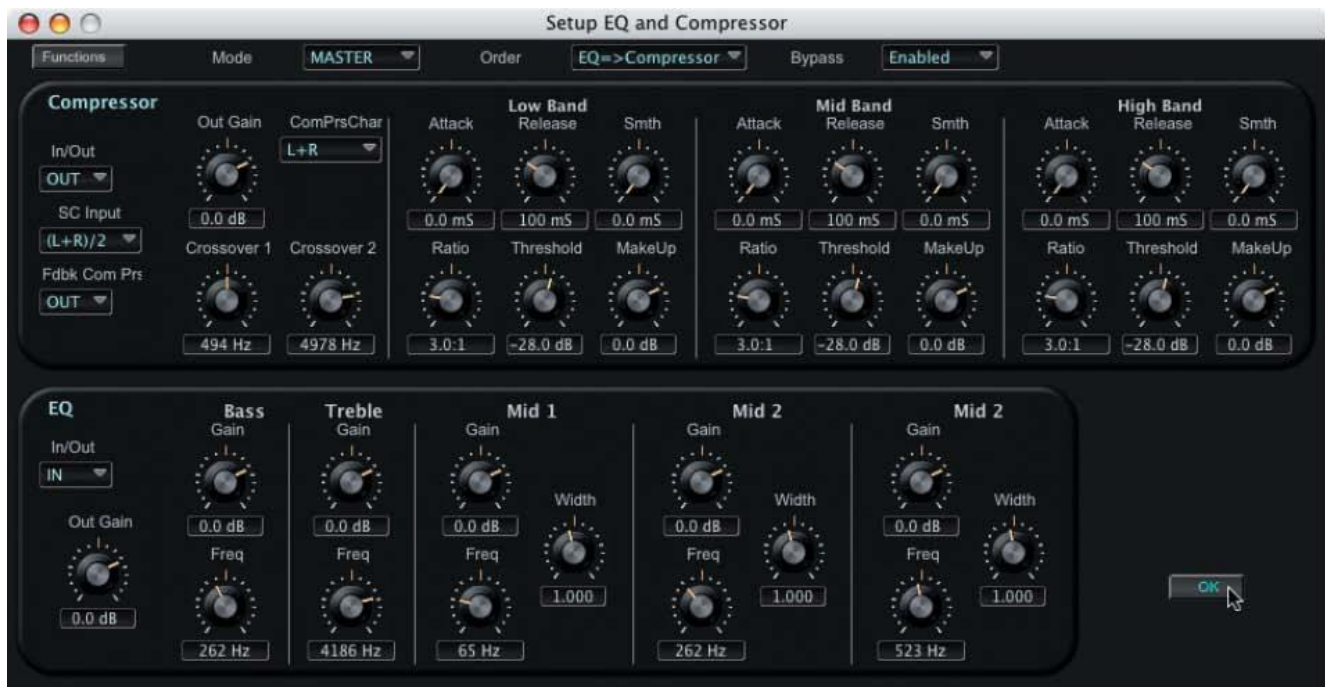 Setup EQ and Compressor
Functions Mode MASTER Order EQ=>Compressor Bypass Enabled
Compressor
In/Out
OUT
SC Input
(L+R)/2
Fdbk Com Prs
OUT
Out Gain ComPrsChar
L+R
0.0 dB
Crossover 1 Crossover 2
494 Hz 4978 Hz
Low Band
Attack Release Smth
0.0 mS 100 mS 0.0 mS
Ratio Threshold MakeUp
3.0:1 -28.0 dB 0.0 dB
Mid Band
Attack Release Smth
0.0 mS 100 mS 0.0 mS
Ratio Threshold MakeUp
3.0:1 -28.0 dB 0.0 dB
High Band
Attack Release Smth
0.0 mS 100 mS 0.0 mS
Ratio Threshold MakeUp
3.0:1 -28.0 dB 0.0 dB
EQ
In/Out
IN
Out Gain
0.0 dB
Bass
Gain
0.0 dB
Freq
262 Hz
Treble
Gain
0.0 dB
Freq
4186 Hz
Mid 1
Gain
0.0 dB
Freq
65 Hz
Width
1.000
Mid 2
Gain
0.0 dB
Freq
262 Hz
Width
1.000
Mid 2
Gain
0.0 dB
Freq
523 Hz
Width
1.000
OK